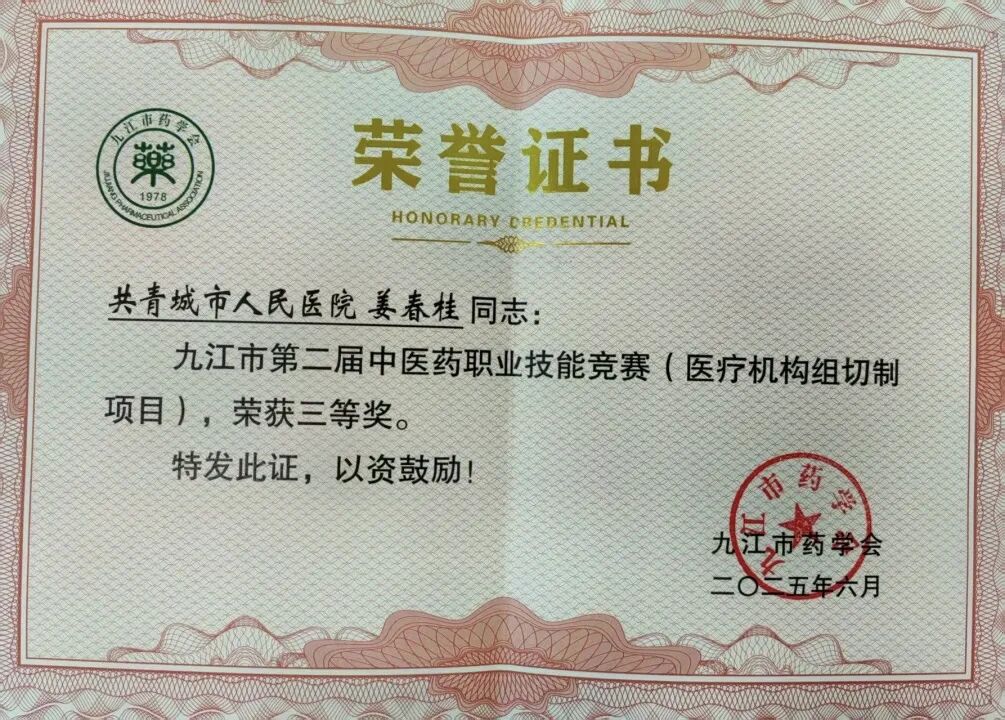 九江市药学会
藥
1978
JIUJIANG PHARMACEUTICAL ASSOCIATION
荣誉证书
HONORARY CREDENTIAL
共青城市人民医院 姜春桂 同志：
九江市第二届中医药职业技能竞赛（医疗机构组切制
项目），荣获三等奖。
特发此证，以资鼓励！
九江市药学会
九江市药学会
二〇二五年六月